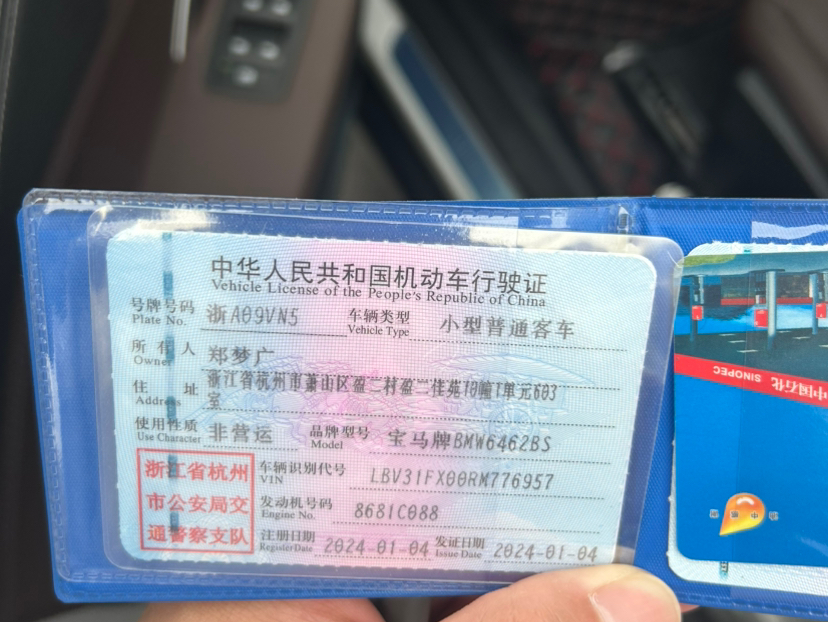 中华人民共和国机动车行驶证
Vehicle License of the People's Republic of China
号牌号码 浙A09VN5 车辆类型 小型普通客车
Plate No. Vehicle Type
所有人 郑梦广
Owner
住址 浙江省杭州市萧山区盈二村盈二佳苑10幢1单元603室
Address
使用性质 非营运 品牌型号 宝马牌BMW6462BS
Use Character Model
浙江省杭州市公安局交通警察支队
车辆识别代号 LBV31FX00RM776957
VIN
发动机号码 8681C088
Engine No.
注册日期 2024-01-04 发证日期 2024-01-04
Register Date Issue Date
中国石化 SINOPEC